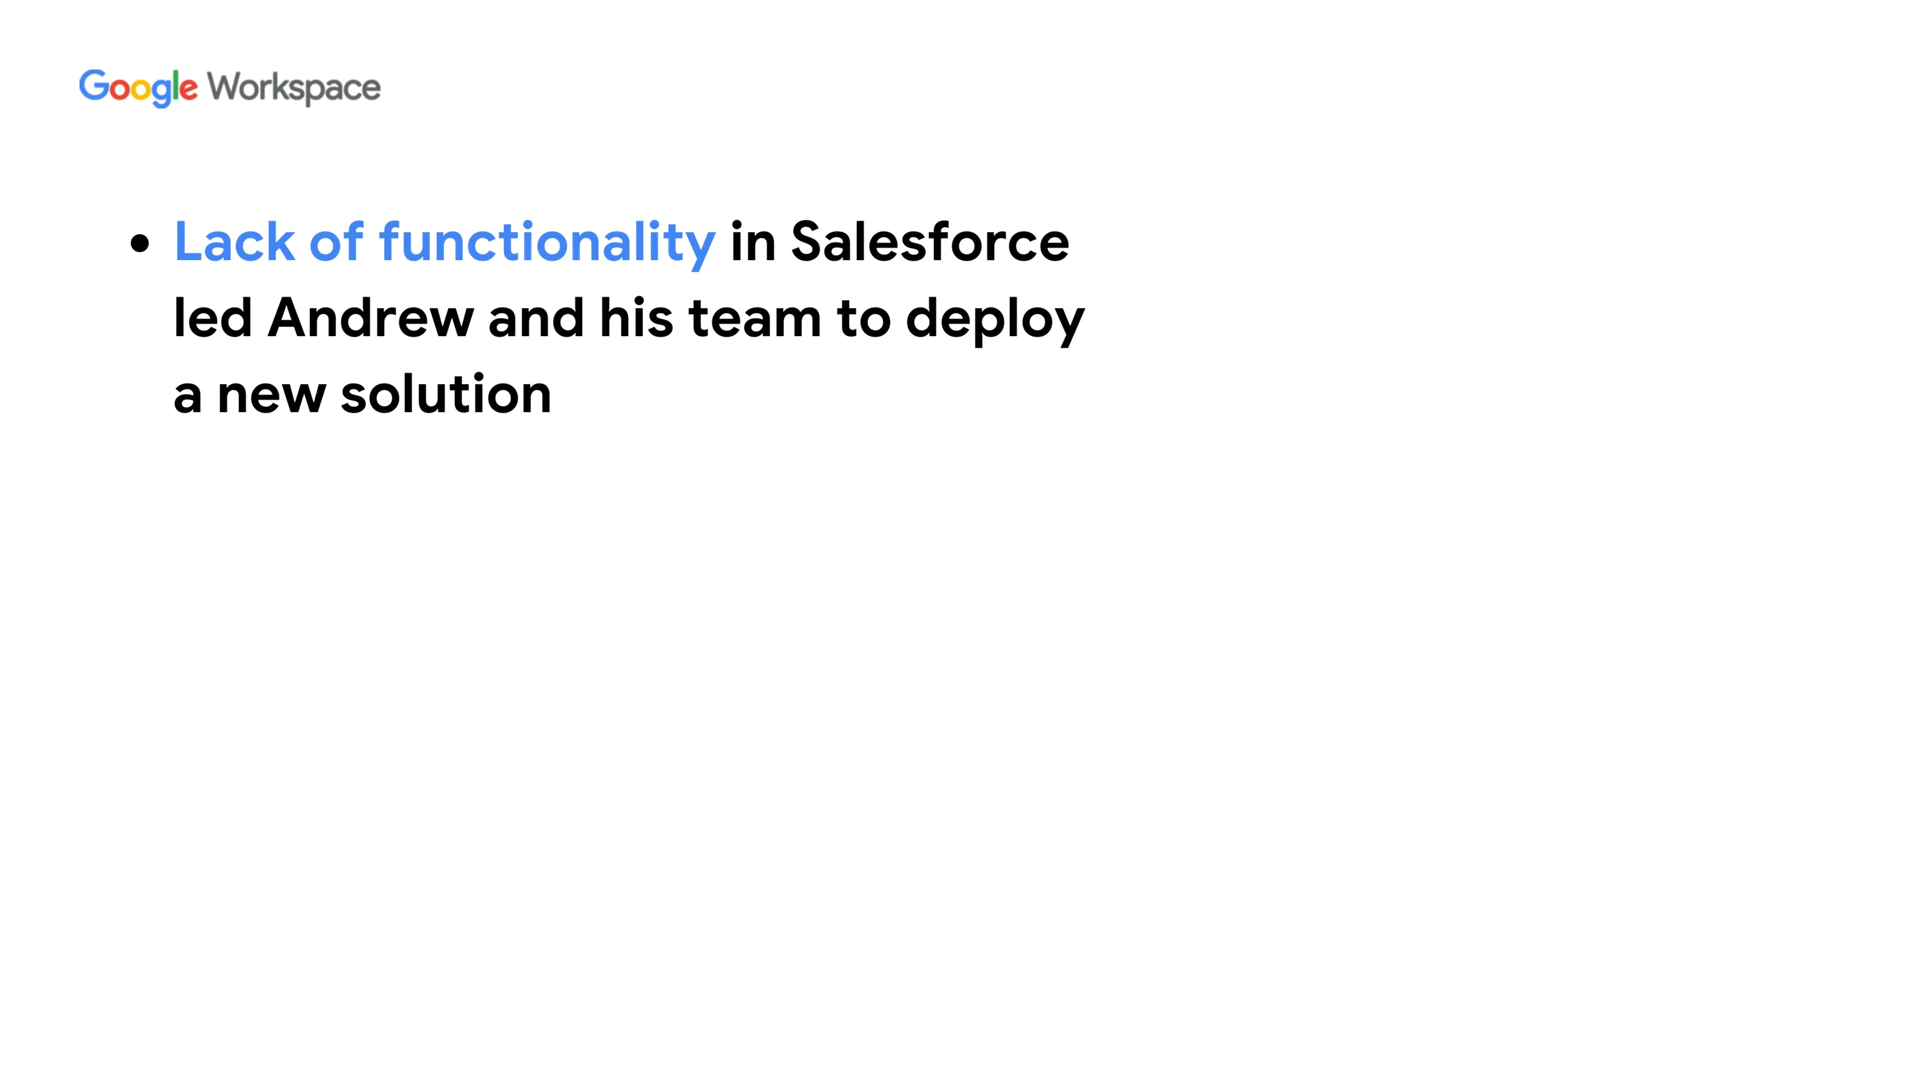 Google Workspace
• Lack of functionality in Salesforce
led Andrew and his team to deploy
a new solution